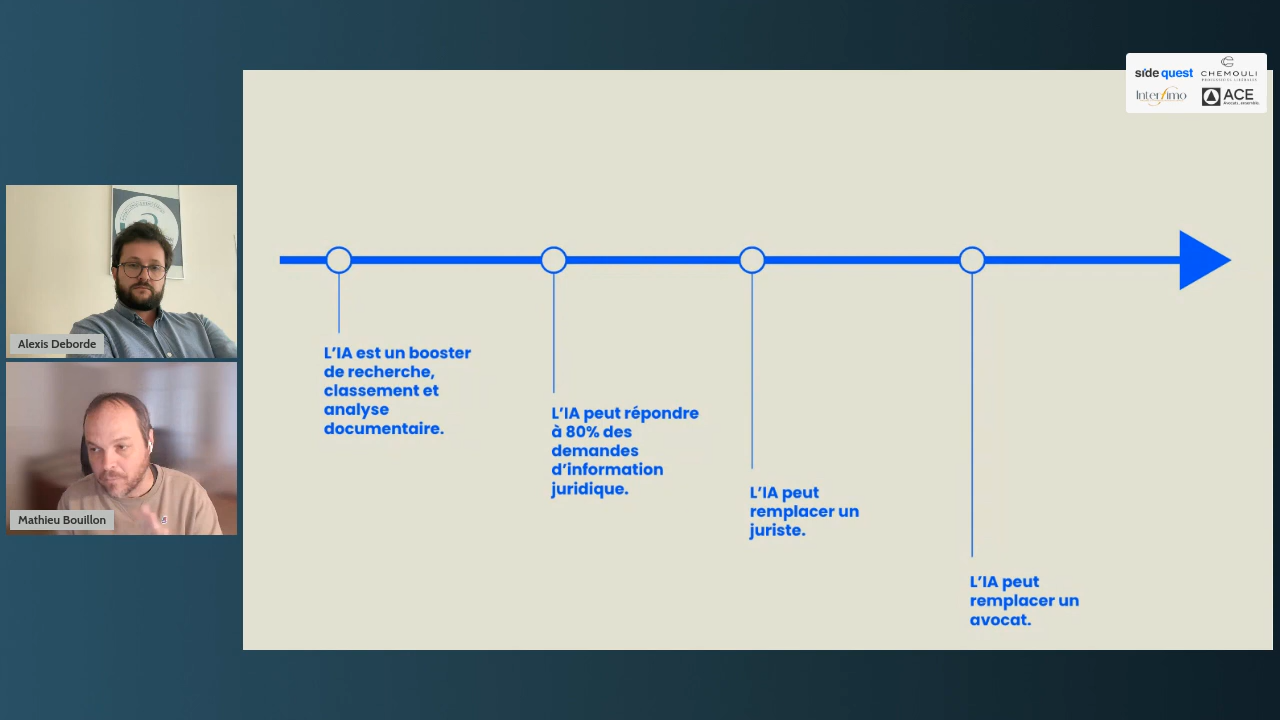 side quest
CHEMOULI
Interfimo
ACE
L'IA est un booster
de recherche,
classement et
analyse
documentaire.
L'IA peut répondre
à 80% des
demandes
d'information
juridique.
L'IA peut
remplacer un
juriste.
L'IA peut
remplacer un
avocat.
Alexis Deborde
Mathieu Bouillon